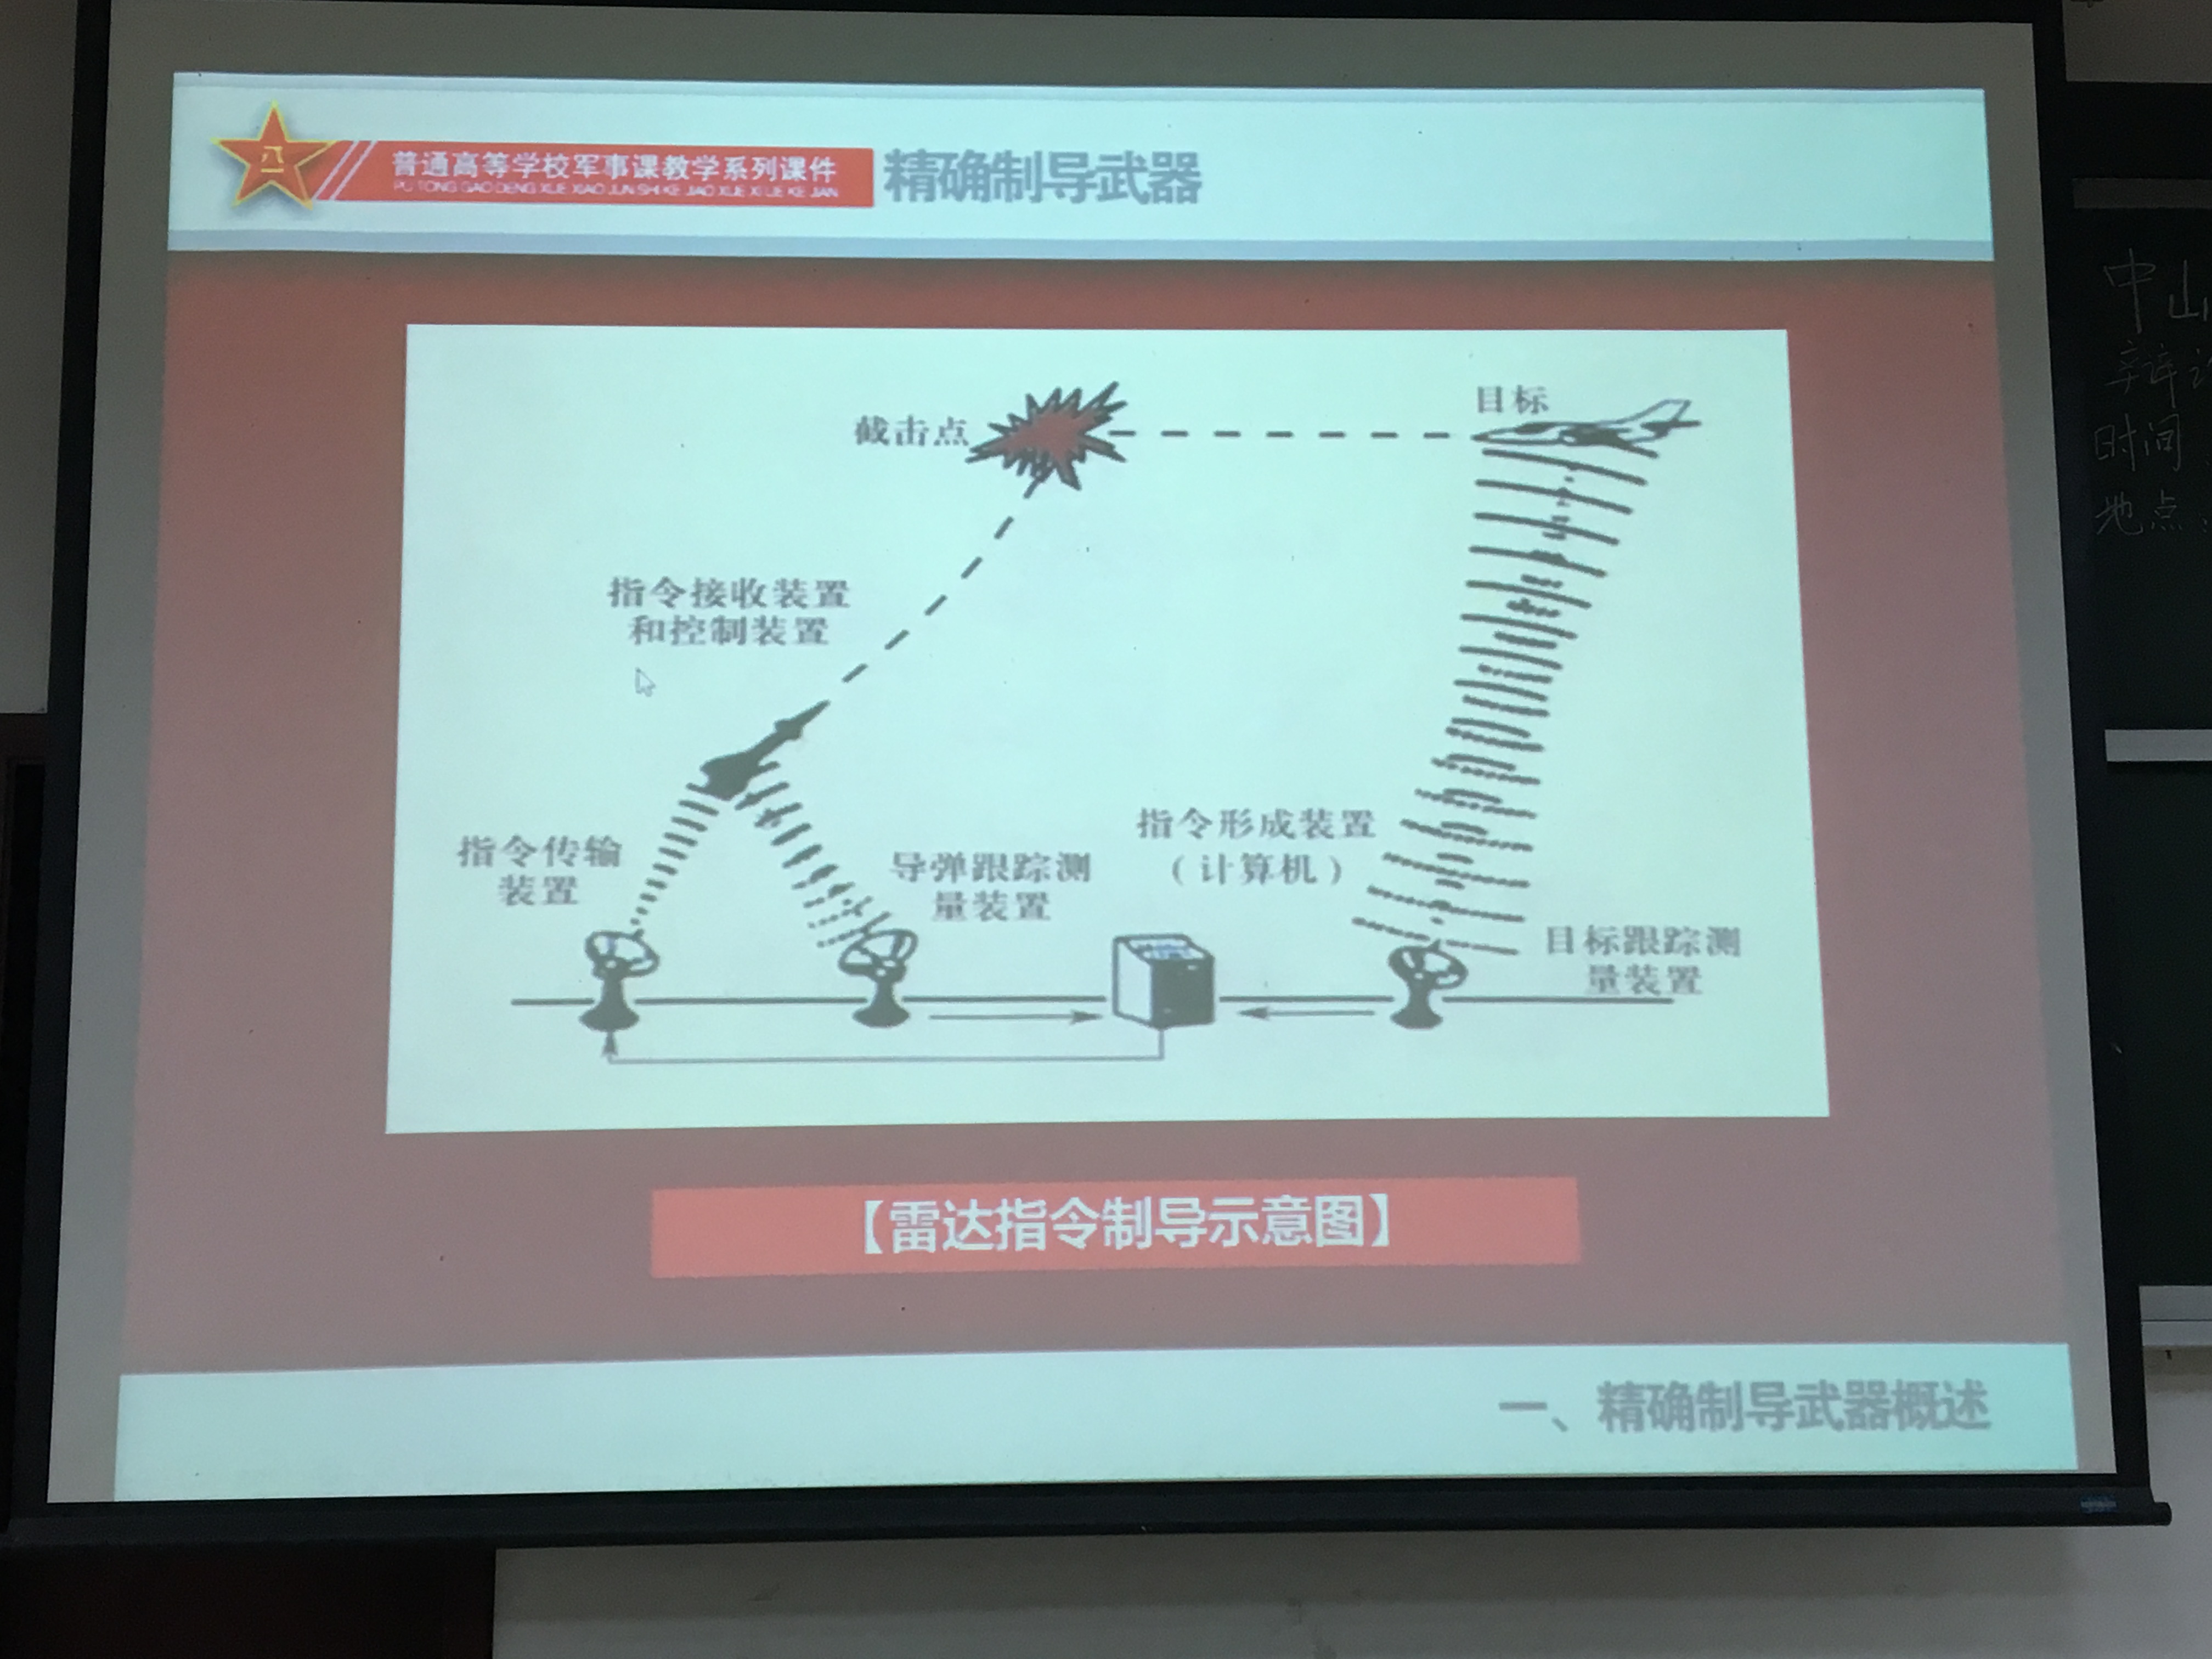 八一
普通高等学校军事课教学系列课件
PU TONG GAO DENG XUE XIAO JUN SHI KE JIAO XUE XI LIE KE JIAN
精确制导武器
截击点
目标
指令接收装置
和控制装置
指令传输
装置
导弹跟踪测
量装置
指令形成装置
(计算机)
目标跟踪测
量装置
【雷达指令制导示意图】
一、精确制导武器概述
中山
辩
时间
地点: